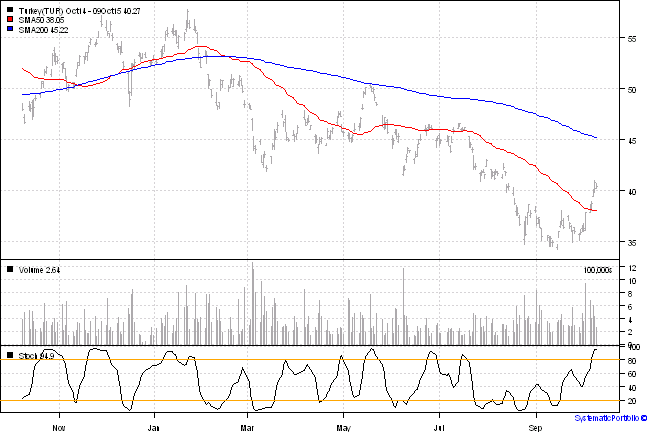 Turkey(TUR) Oct14 - 09Oct15 40.27
SMA50 38.05
SMA200 45.22
55
50
45
40
35
Volume 2.64
100,000s
12
10
8
6
4
2
0
Stoch 94.9
100
80
60
40
20
Nov
Jan
Mar
May
Jul
Sep
SystematicPortfolio ©